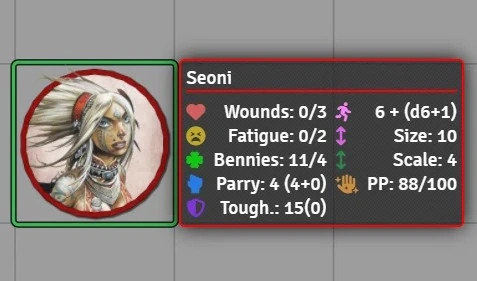 Seoni
Wounds: 0/3 6 + (d6+1)
Fatigue: 0/2 Size: 10
Bennies: 11/4 Scale: 4
Parry: 4 (4+0) PP: 88/100
Tough.: 15(0)